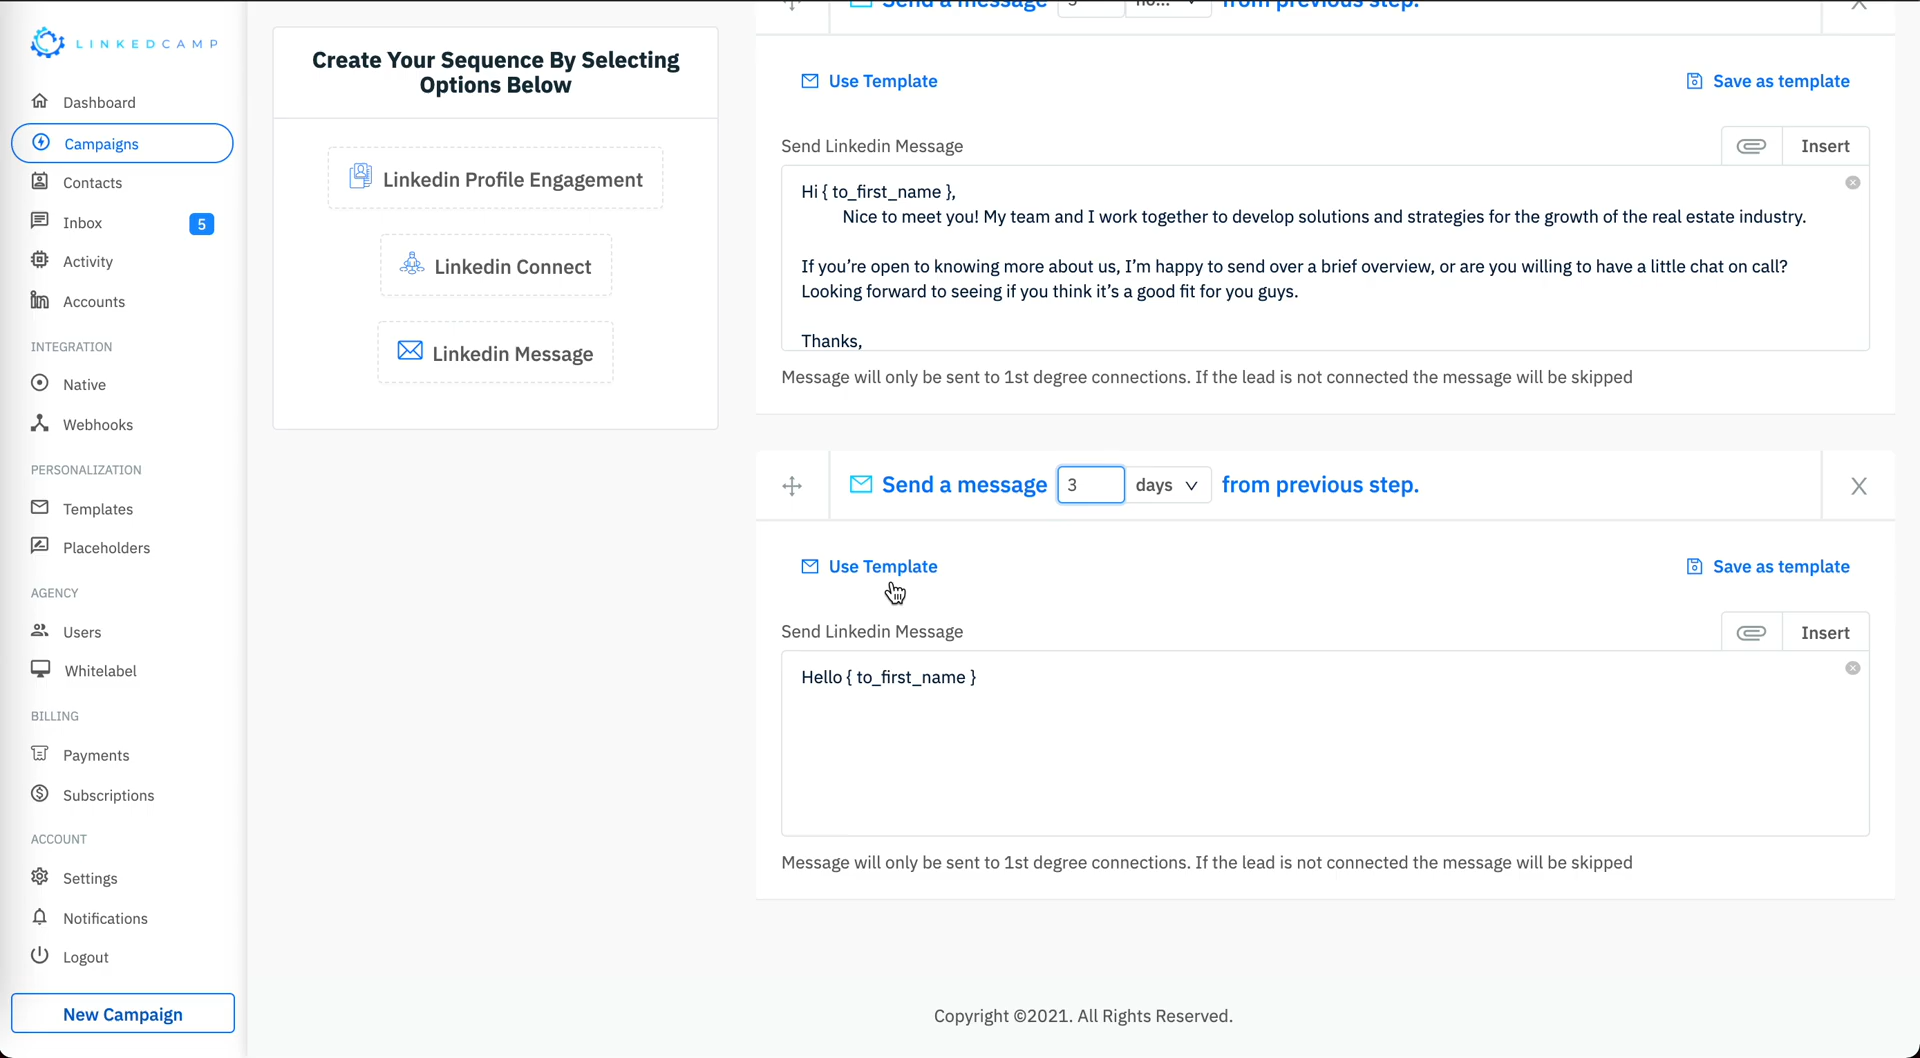 LINKEDCAMP
Dashboard
Campaigns
Contacts
Inbox 5
Activity
Accounts
INTEGRATION
Native
Webhooks
PERSONALIZATION
Templates
Placeholders
AGENCY
Users
Whitelabel
BILLING
Payments
Subscriptions
ACCOUNT
Settings
Notifications
Logout
New Campaign
Create Your Sequence By Selecting
Options Below
Linkedin Profile Engagement
Linkedin Connect
Linkedin Message
Send a message from previous step.
Use Template
Save as template
Send Linkedin Message
Insert
Hi { to_first_name },
Nice to meet you! My team and I work together to develop solutions and strategies for the growth of the real estate industry.
If you're open to knowing more about us, I'm happy to send over a brief overview, or are you willing to have a little chat on call?
Looking forward to seeing if you think it's a good fit for you guys.
Thanks,
Message will only be sent to 1st degree connections. If the lead is not connected the message will be skipped
Send a message 3 days from previous step.
X
Use Template
Save as template
Send Linkedin Message
Insert
Hello { to_first_name }
Message will only be sent to 1st degree connections. If the lead is not connected the message will be skipped
Copyright ©2021. All Rights Reserved.